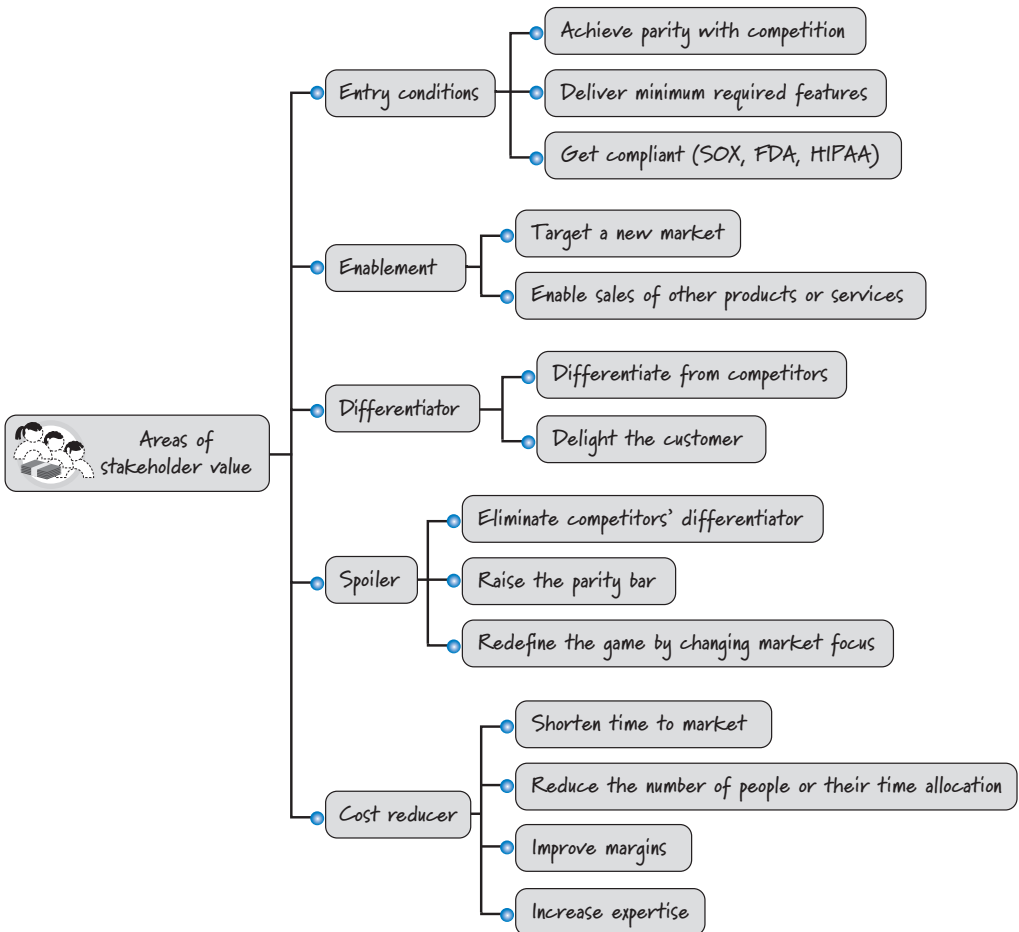 Areas of
stakeholder value
Entry conditions
Achieve parity with competition
Deliver minimum required features
Get compliant (SOX, FDA, HIPAA)
Enablement
Target a new market
Enable sales of other products or services
Differentiator
Differentiate from competitors
Delight the customer
Spoiler
Eliminate competitors' differentiator
Raise the parity bar
Redefine the game by changing market focus
Cost reducer
Shorten time to market
Reduce the number of people or their time allocation
Improve margins
Increase expertise